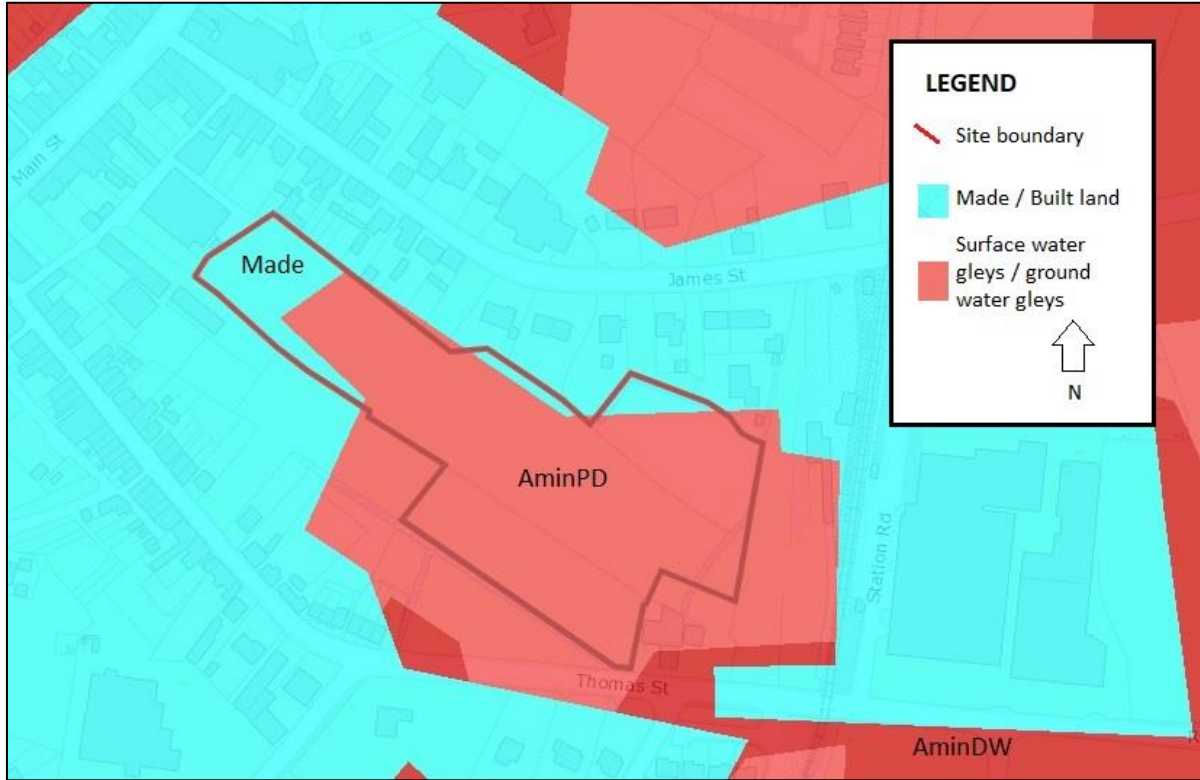 LEGEND
Site boundary
Made / Built land
Surface water
gleys / ground
water gleys
N
Main St
Made
James St
AminPD
Station Rd
Thomas St
AminDW
R